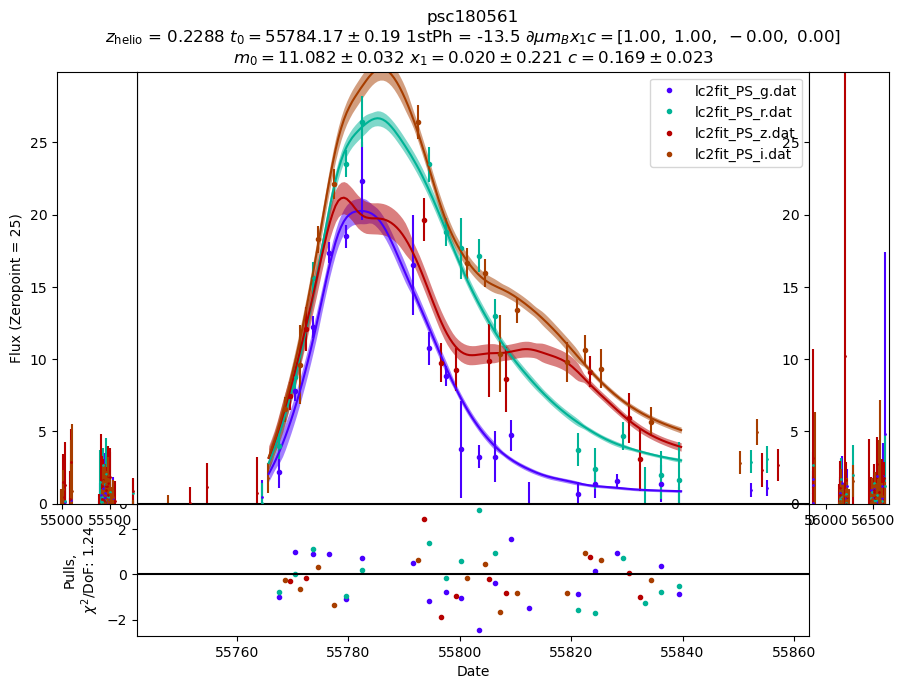 psc180561
z_helio = 0.2288 t_0 = 55784.17 ± 0.19 1stPh = -13.5 ∂μm_Bx_1c = [1.00, 1.00, −0.00, 0.00]
m_0 = 11.082 ± 0.032 x_1 = 0.020 ± 0.221 c = 0.169 ± 0.023
lc2fit_PS_g.dat
lc2fit_PS_r.dat
lc2fit_PS_z.dat
lc2fit_PS_i.dat
Flux (Zeropoint = 25)
25
20
15
10
5
0
25
20
15
10
5
0
55000 55500
56500
Pulls,
χ²/DoF: 1.24
2
0
−2
55760 55780 55800 55820 55840 55860
Date